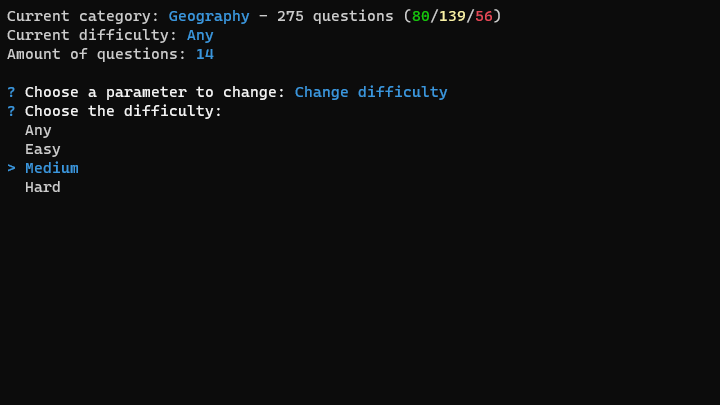 Current category: Geography - 275 questions (80/139/56)
Current difficulty: Any
Amount of questions: 14
? Choose a parameter to change: Change difficulty
? Choose the difficulty:
Any
Easy
> Medium
Hard